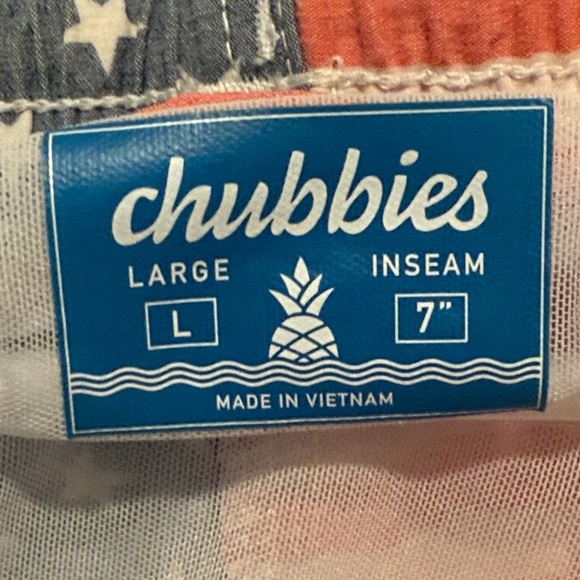 chubbies
LARGE INSEAM
L 7"
MADE IN VIETNAM